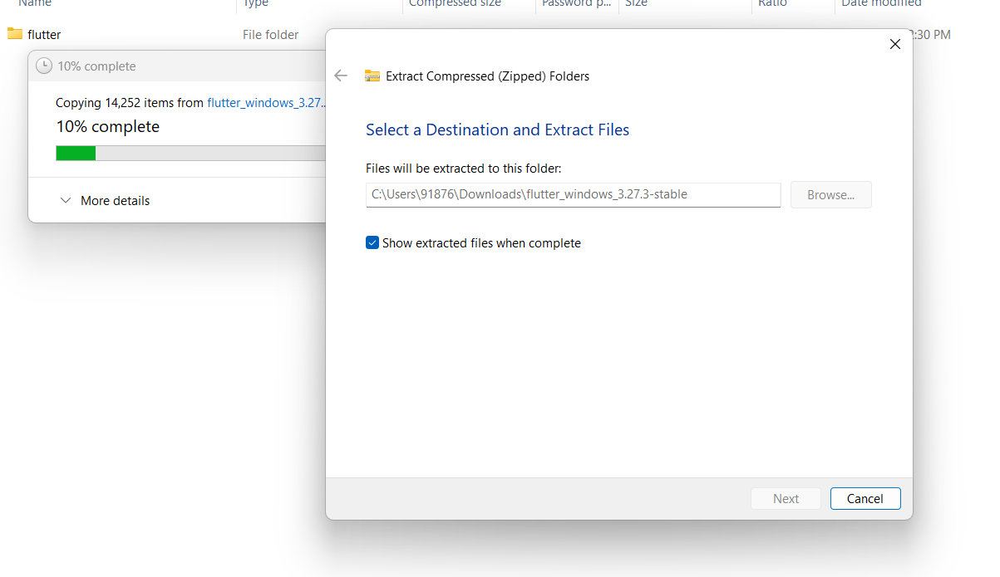 Name Type Compressed size Password p... Size Ratio Date modified
flutter File folder :30 PM
10% complete
Copying 14,252 items from flutter_windows_3.27..
10% complete
More details
Extract Compressed (Zipped) Folders
Select a Destination and Extract Files
Files will be extracted to this folder:
C:\Users\91876\Downloads\flutter_windows_3.27.3-stable Browse...
Show extracted files when complete
Next Cancel